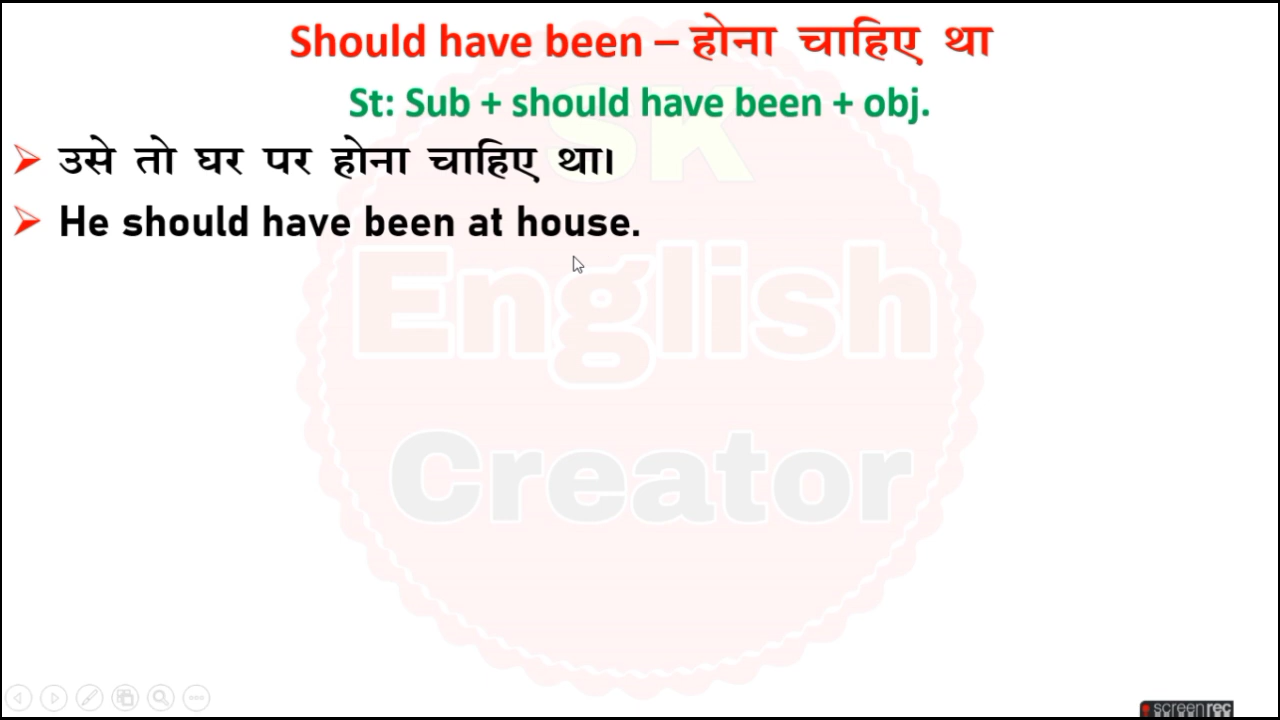 Should have been – होना चाहिए था
St: Sub + should have been + obj.
उसे तो घर पर होना चाहिए था।
He should have been at house.
SK
English
Creator
screenrec